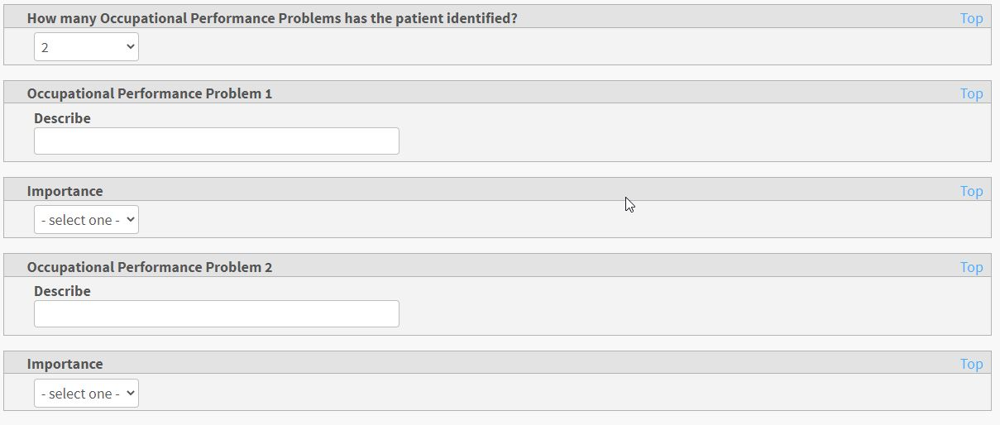 How many Occupational Performance Problems has the patient identified? Top
2
Occupational Performance Problem 1 Top
Describe
Importance Top
- select one -
Occupational Performance Problem 2 Top
Describe
Importance Top
- select one -